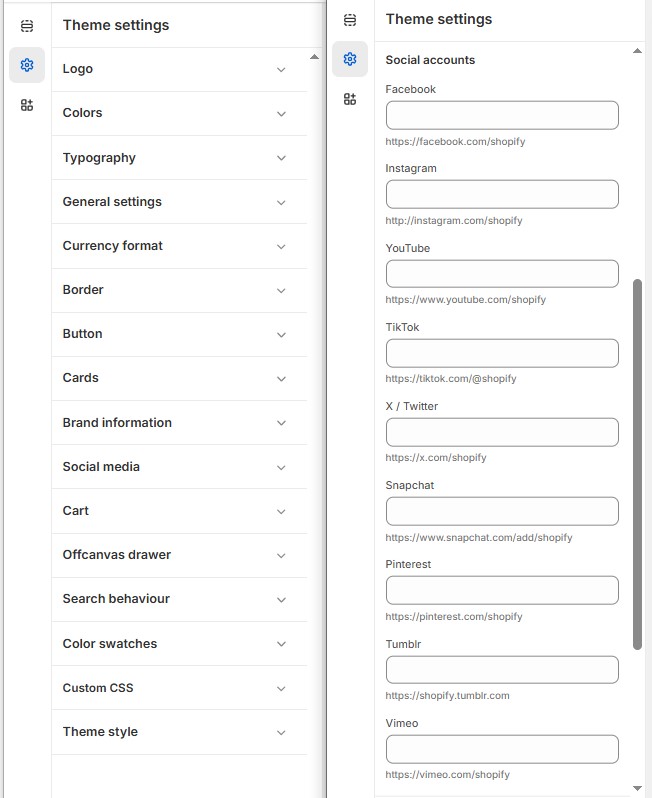 Theme settings
Logo
Colors
Typography
General settings
Currency format
Border
Button
Cards
Brand information
Social media
Cart
Offcanvas drawer
Search behaviour
Color swatches
Custom CSS
Theme style
Theme settings
Social accounts
Facebook
https://facebook.com/shopify
Instagram
http://instagram.com/shopify
YouTube
https://www.youtube.com/shopify
TikTok
https://tiktok.com/@shopify
X / Twitter
https://x.com/shopify
Snapchat
https://www.snapchat.com/add/shopify
Pinterest
https://pinterest.com/shopify
Tumblr
https://shopify.tumblr.com
Vimeo
https://vimeo.com/shopify